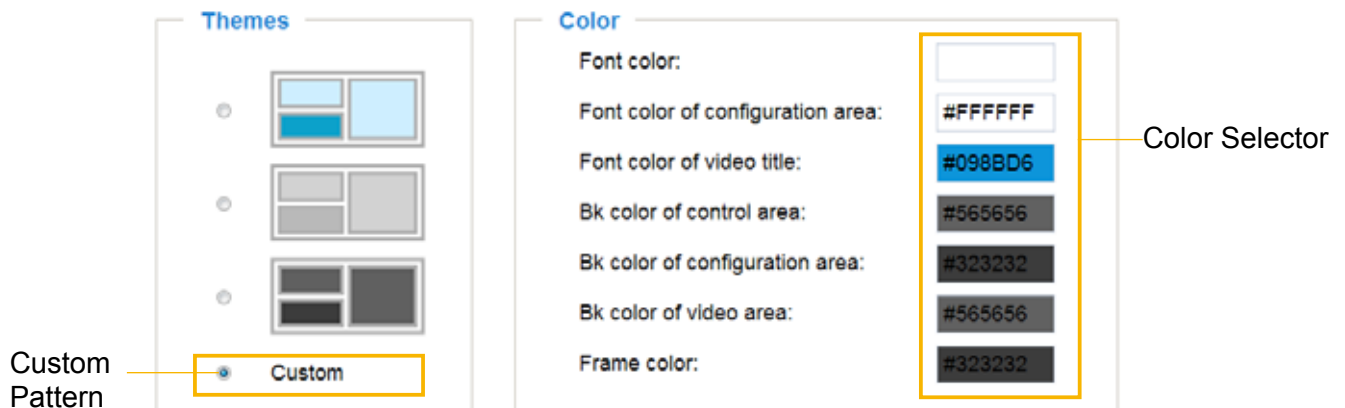 Themes
Custom
Custom
Pattern
Color
Font color:
Font color of configuration area: #FFFFFF
Font color of video title: #098BD6
Bk color of control area: #565656
Bk color of configuration area: #323232
Bk color of video area: #565656
Frame color: #323232
Color Selector